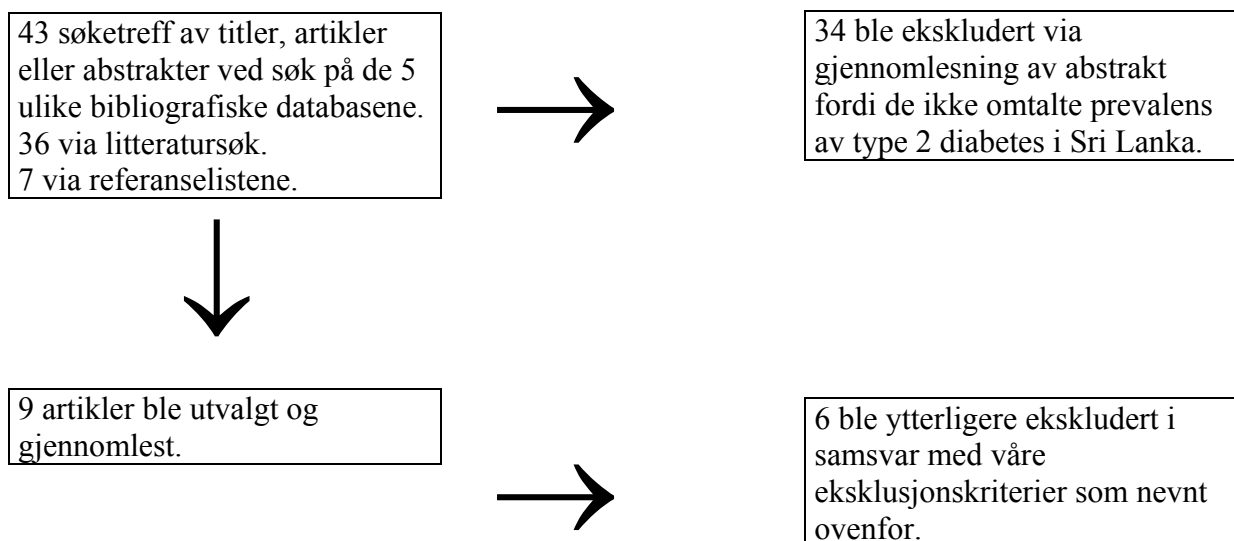 43 søketreff av titler, artikler
eller abstrakter ved søk på de 5
ulike bibliografiske databasene.
36 via litteratursøk.
7 via referanselistene.
34 ble ekskludert via
gjennomlesning av abstrakt
fordi de ikke omtalte prevalens
av type 2 diabetes i Sri Lanka.
9 artikler ble utvalgt og
gjennomlest.
6 ble ytterligere ekskludert i
samsvar med våre
eksklusjonskriterier som nevnt
ovenfor.